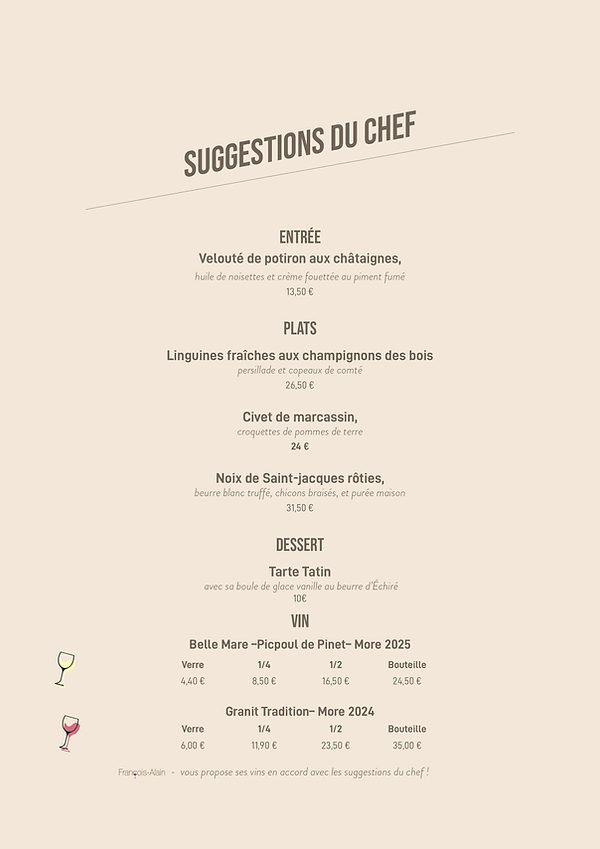 SUGGESTIONS DU CHEF
ENTRÉE
Velouté de potiron aux châtaignes,
huile de noisettes et crème fouettée au piment fumé
13,50 €
PLATS
Linguines fraîches aux champignons des bois
persillade et copeaux de comté
26,50 €
Civet de marcassin,
croquettes de pommes de terre
24 €
Noix de Saint-jacques rôties,
beurre blanc truffé, chicons braisés, et purée maison
31,50 €
DESSERT
Tarte Tatin
avec sa boule de glace vanille au beurre d'Échiré
10€
VIN
Belle Mare –Picpoul de Pinet– More 2025
Verre 1/4 1/2 Bouteille
4,40 € 8,50 € 16,50 € 24,50 €
Granit Tradition– More 2024
Verre 1/4 1/2 Bouteille
6,00 € 11,90 € 23,50 € 35,00 €
François-Alain - vous propose ses vins en accord avec les suggestions du chef !